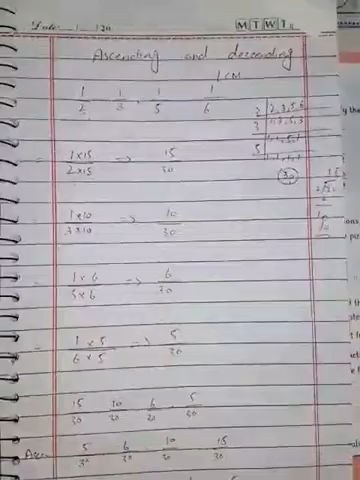 Date: 120 M T W T
Ascending and descending
LCM
1/2 1/3 , 1/5 1/6
2 | 2, 3, 5, 6
3 | 1, 3, 5, 3
5 | 1, 1, 5, 1
1, 1, 1, 1
30
= 1×15/2×15 => 15/30
1×10/3×10 => 10/30
= 1×6/5×6 => 6/30
= 1×5/6×5 => 5/30
15/30 10/30 6/30 , 5/30
Asce: 5/30 6/30 10/30 15/30